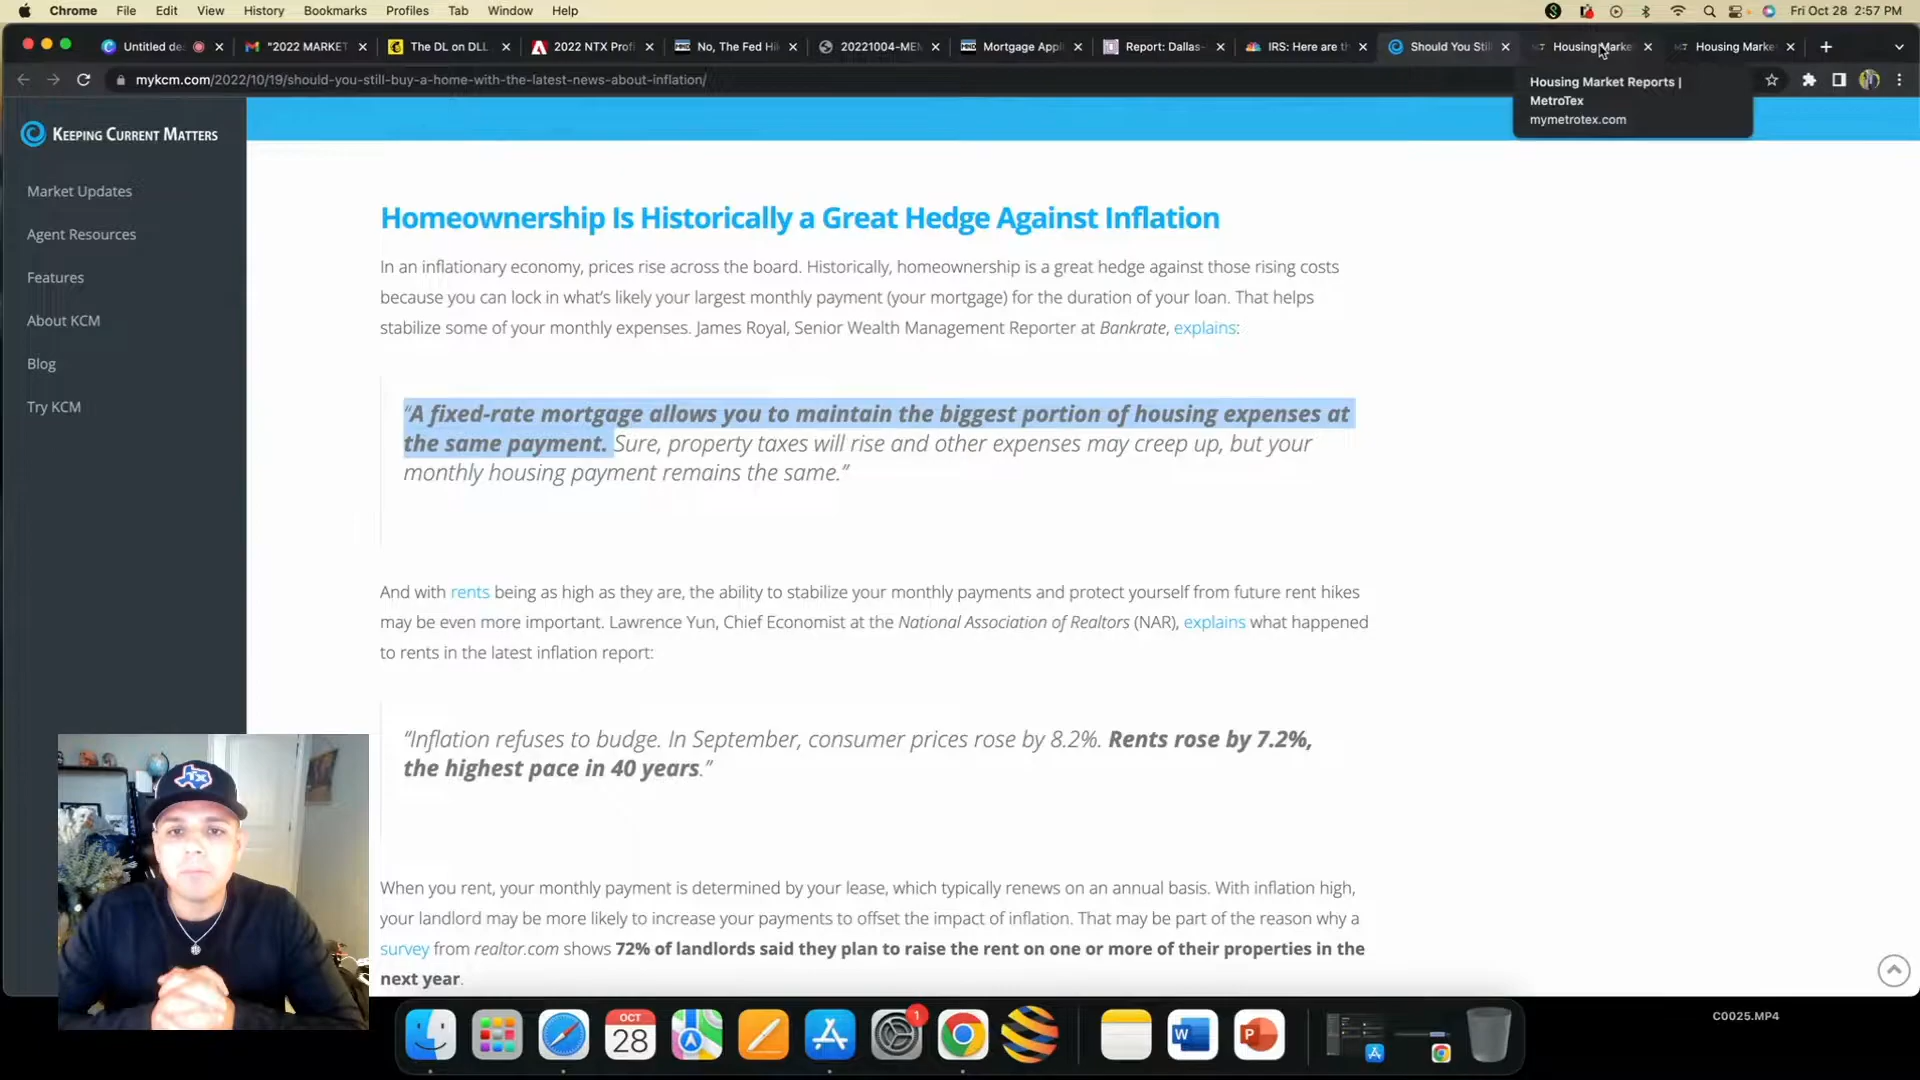 Chrome File Edit View History Bookmarks Profiles Tab Window Help Fri Oct 28 2:57 PM
Untitled de "2022 MARKET The DL on DLL 2022 NTX Profi No, The Fed Hi 20221004-MEM Mortgage Appl Report: Dallas- IRS: Here are th Should You Stil Housing Marke Housing Marke
mykcm.com/2022/10/19/should-you-still-buy-a-home-with-the-latest-news-about-inflation/
Housing Market Reports |
MetroTex
mymetrotex.com
KEEPING CURRENT MATTERS
Market Updates
Agent Resources
Features
About KCM
Blog
Try KCM
Homeownership Is Historically a Great Hedge Against Inflation
In an inflationary economy, prices rise across the board. Historically, homeownership is a great hedge against those rising costs
because you can lock in what's likely your largest monthly payment (your mortgage) for the duration of your loan. That helps
stabilize some of your monthly expenses. James Royal, Senior Wealth Management Reporter at Bankrate, explains:
"A fixed-rate mortgage allows you to maintain the biggest portion of housing expenses at
the same payment. Sure, property taxes will rise and other expenses may creep up, but your
monthly housing payment remains the same."
And with rents being as high as they are, the ability to stabilize your monthly payments and protect yourself from future rent hikes
may be even more important. Lawrence Yun, Chief Economist at the National Association of Realtors (NAR), explains what happened
to rents in the latest inflation report:
"Inflation refuses to budge. In September, consumer prices rose by 8.2%. Rents rose by 7.2%,
the highest pace in 40 years."
When you rent, your monthly payment is determined by your lease, which typically renews on an annual basis. With inflation high,
your landlord may be more likely to increase your payments to offset the impact of inflation. That may be part of the reason why a
survey from realtor.com shows 72% of landlords said they plan to raise the rent on one or more of their properties in the
next year.
TX
OCT
28
1
W
P
C0025.MP4